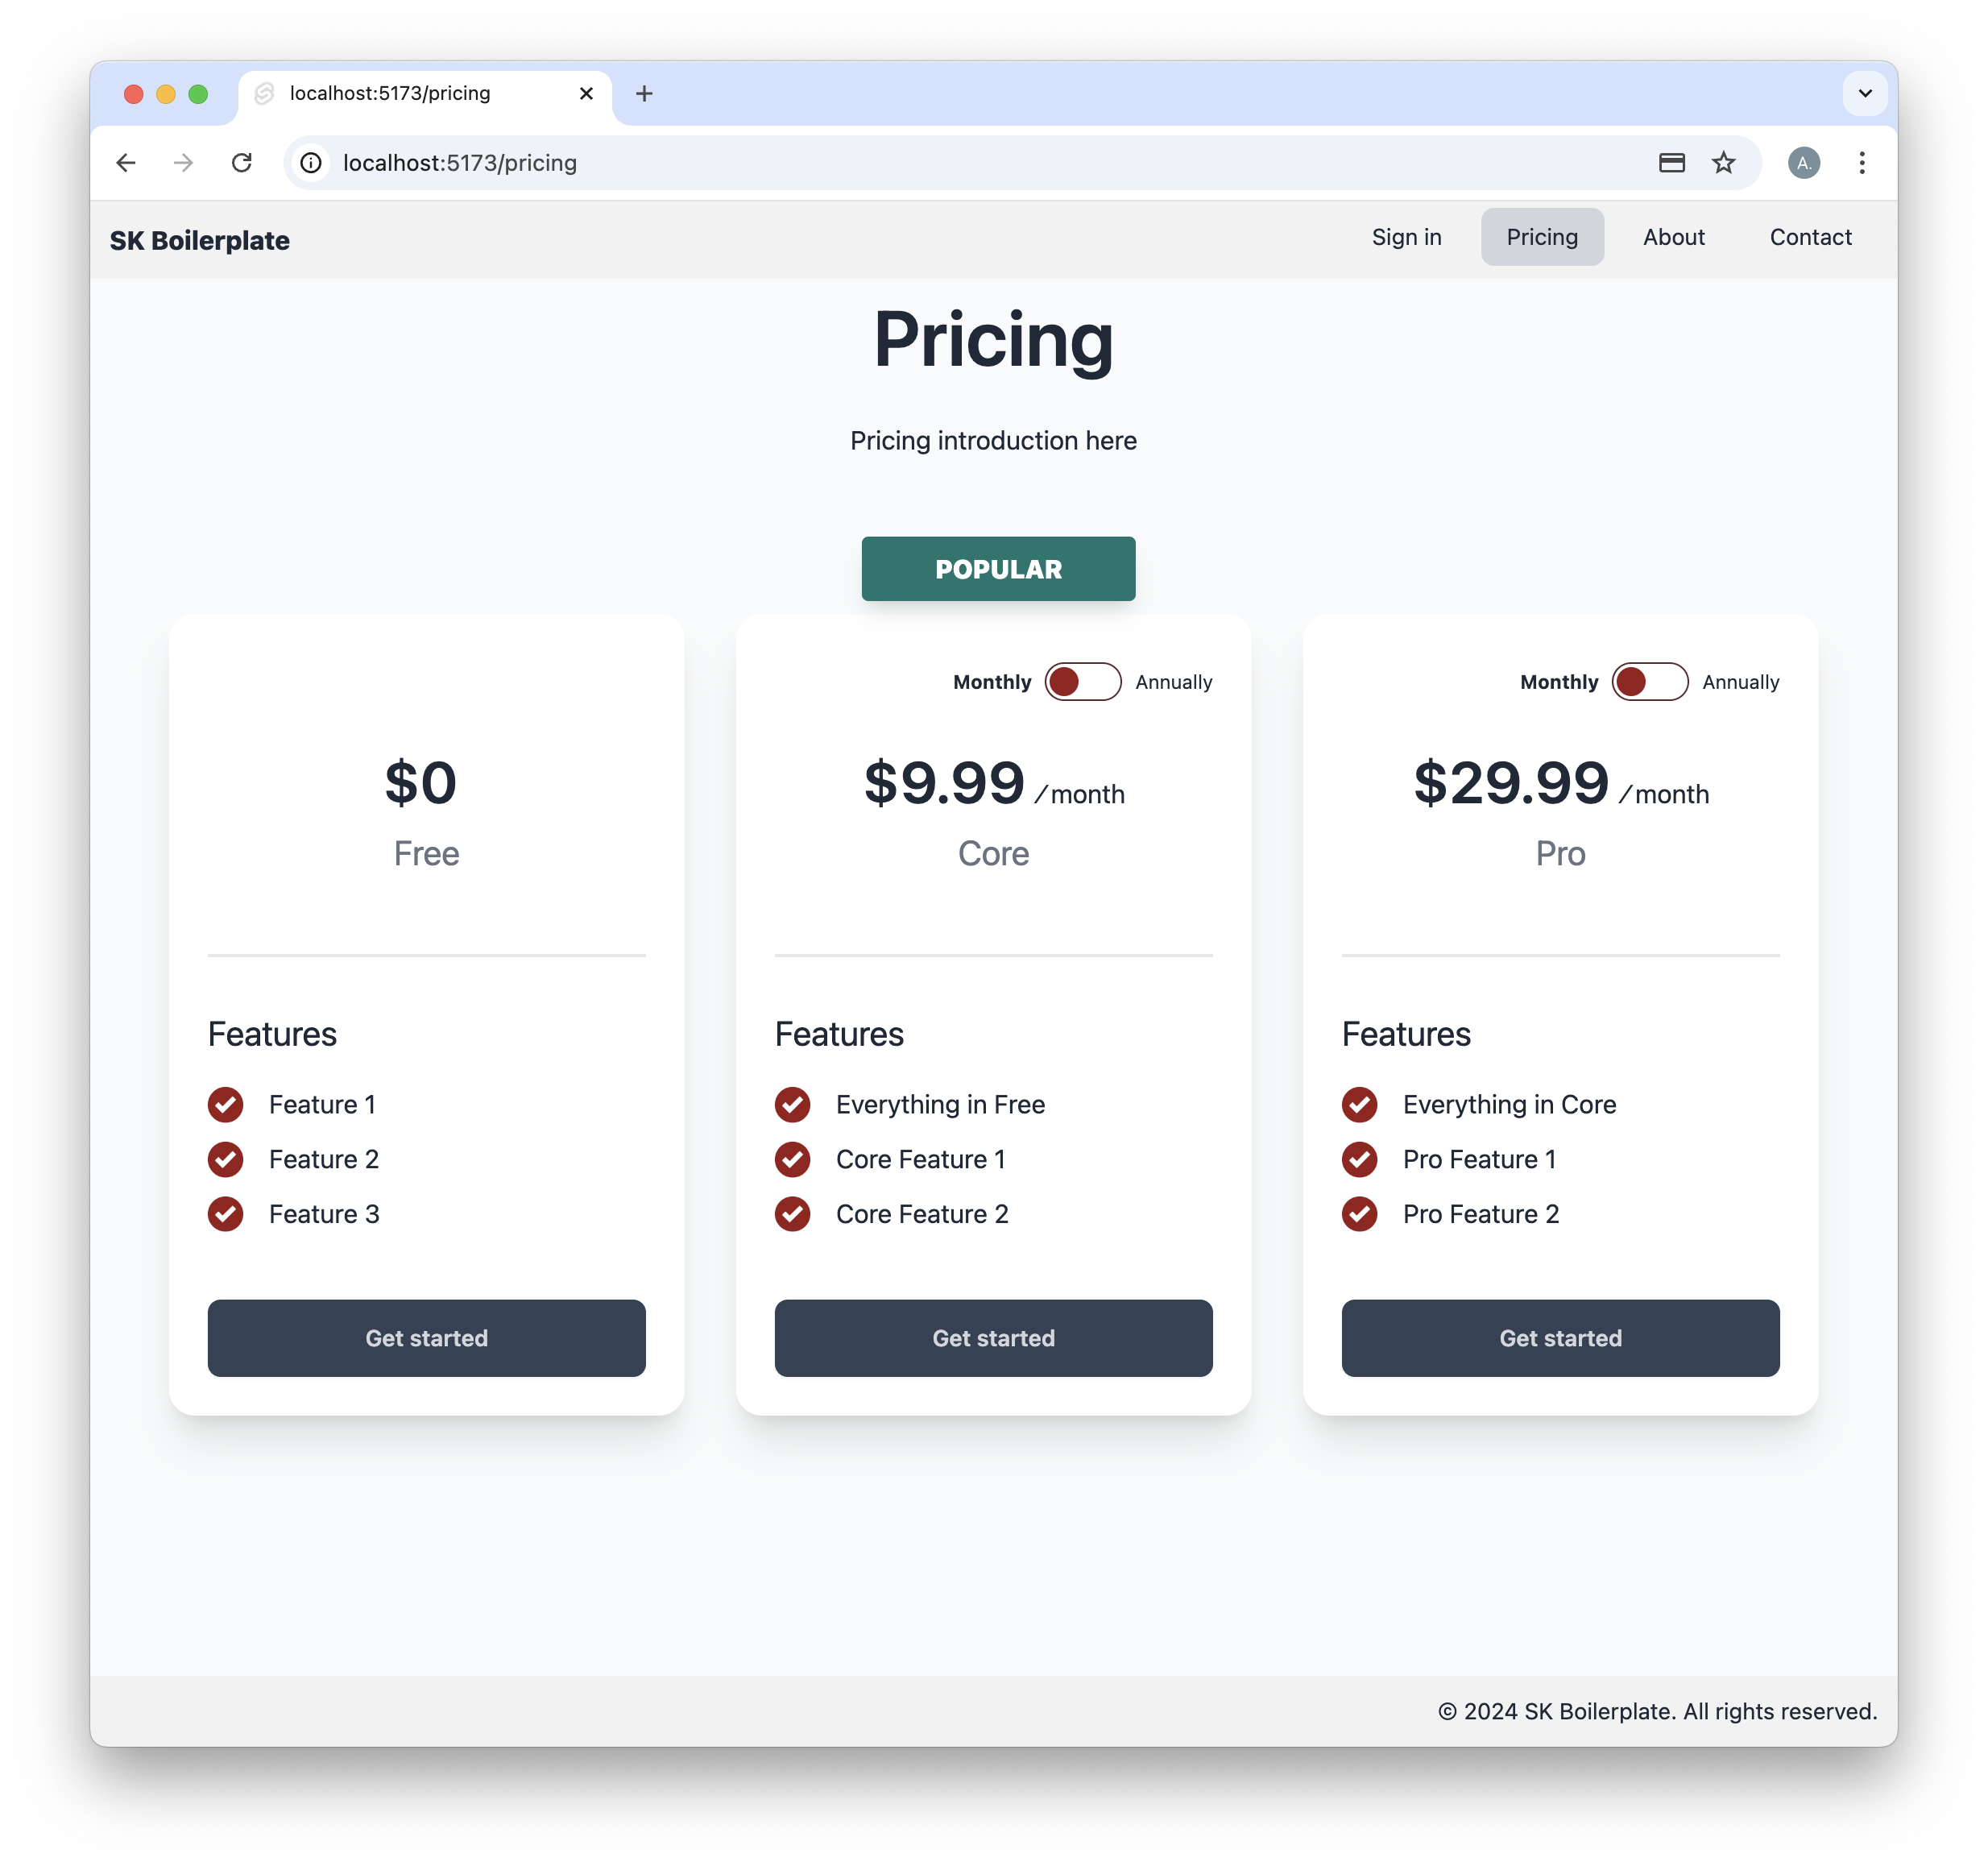 localhost:5173/pricing
localhost:5173/pricing
A.
SK Boilerplate
Sign in
Pricing
About
Contact
Pricing
Pricing introduction here
POPULAR
$0
Free
Features
Feature 1
Feature 2
Feature 3
Get started
Monthly Annually
$9.99 /month
Core
Features
Everything in Free
Core Feature 1
Core Feature 2
Get started
Monthly Annually
$29.99 /month
Pro
Features
Everything in Core
Pro Feature 1
Pro Feature 2
Get started
© 2024 SK Boilerplate. All rights reserved.